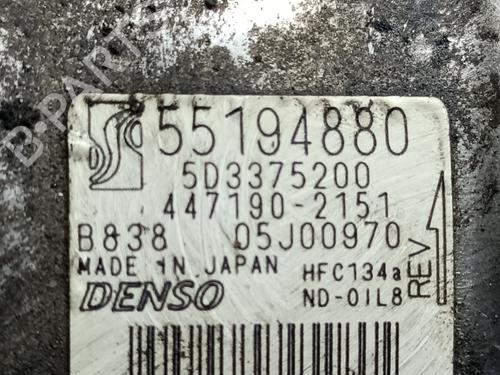 55194880
5D3375200
447190-2151
B838 05J00970
MADE IN JAPAN HFC134a
DENSO ND-OIL8
REV
B-PARTS